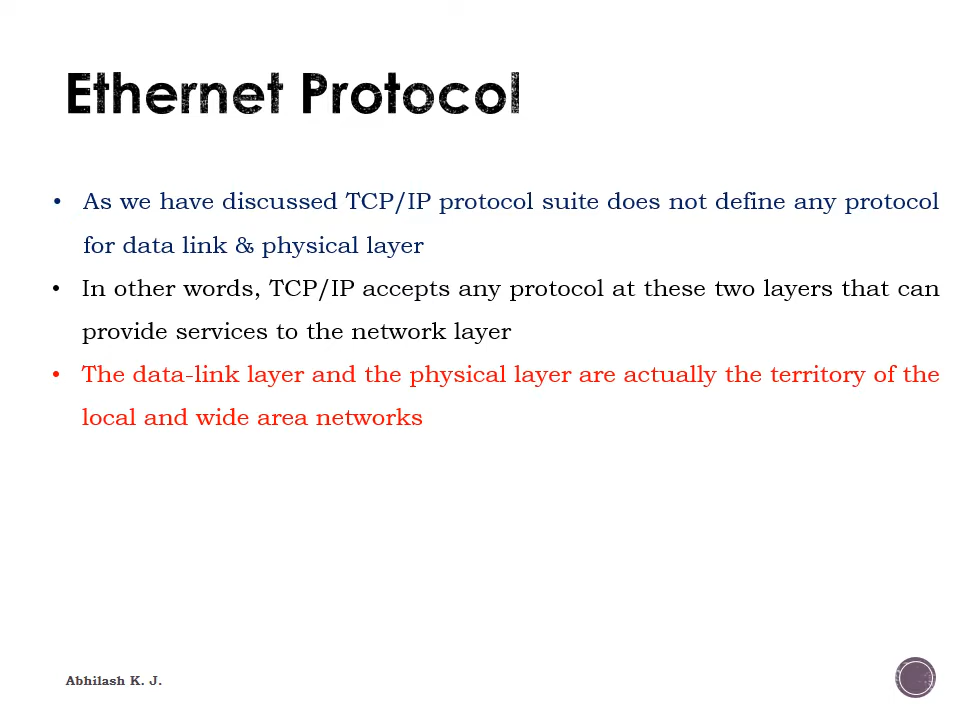 Ethernet Protocol
• As we have discussed TCP/IP protocol suite does not define any protocol
for data link & physical layer
• In other words, TCP/IP accepts any protocol at these two layers that can
provide services to the network layer
• The data-link layer and the physical layer are actually the territory of the
local and wide area networks
Abhilash K. J.